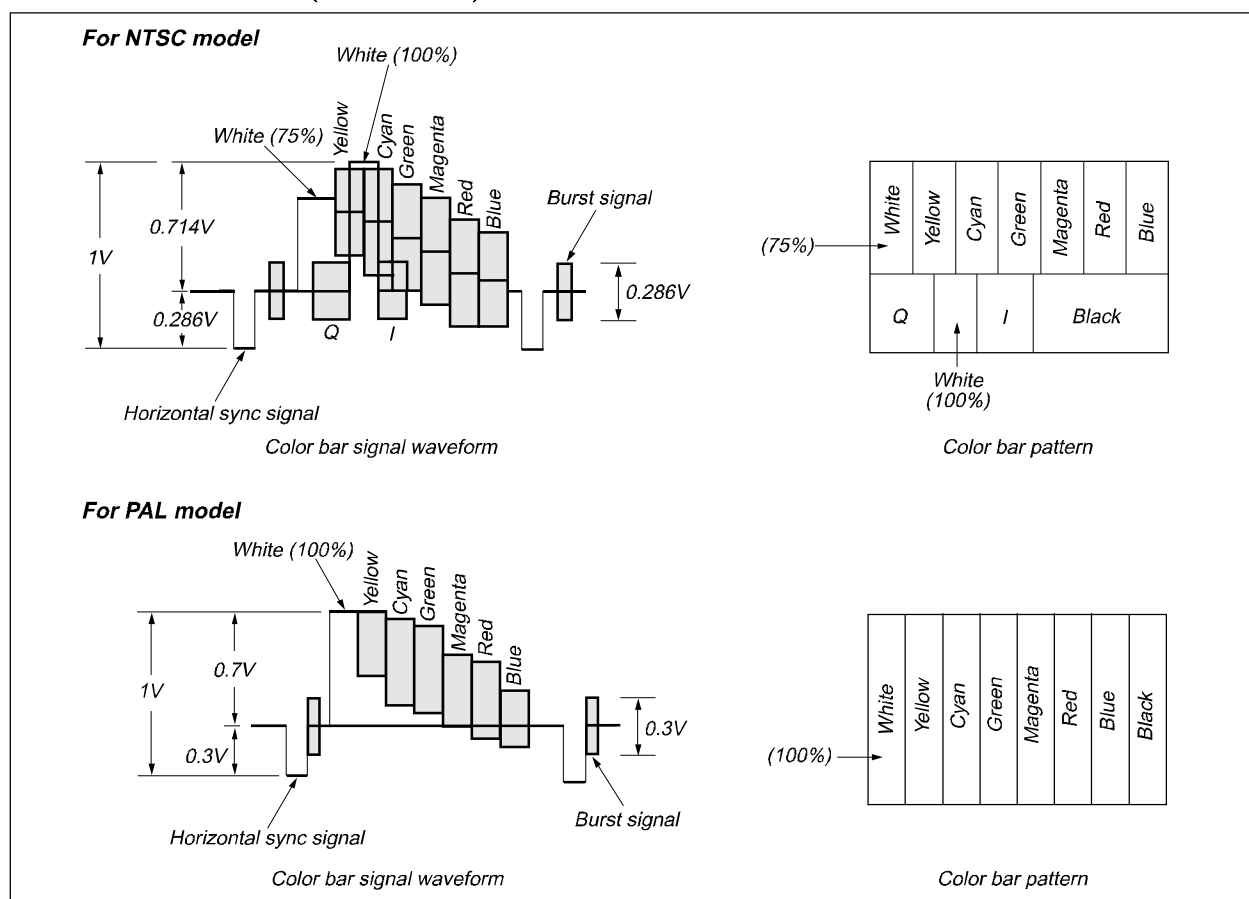 For NTSC model
White (100%)
White (75%)
Yellow
Cyan
Green
Magenta
Red
Blue
Burst signal
0.714V
1V
0.286V
0.286V
Q
I
Horizontal sync signal
Color bar signal waveform
(75%)
White
Yellow
Cyan
Green
Magenta
Red
Blue
Q
I
Black
White
(100%)
Color bar pattern
For PAL model
White (100%)
Yellow
Cyan
Green
Magenta
Red
Blue
0.7V
1V
0.3V
0.3V
Burst signal
Horizontal sync signal
Color bar signal waveform
(100%)
White
Yellow
Cyan
Green
Magenta
Red
Blue
Black
Color bar pattern